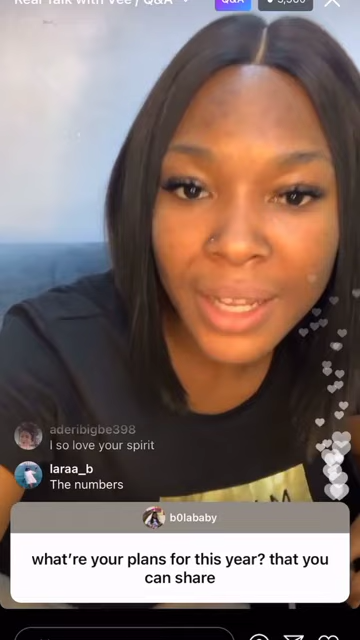 Real Talk with Vee / Q&A
Q&A
aderibigbe398
I so love your spirit
laraa_b
The numbers
b0lababy
what're your plans for this year? that you
can share